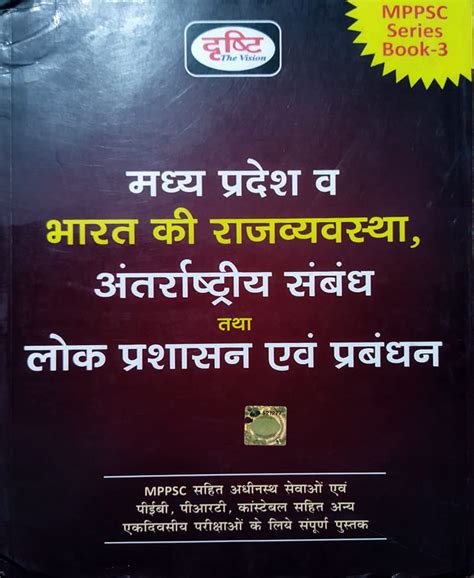 दृष्टि
The Vision
MPPSC
Series
Book-3
मध्य प्रदेश व
भारत की राजव्यवस्था,
अंतर्राष्ट्रीय संबंध
तथा
लोक प्रशासन एवं प्रबंधन
MPPSC सहित अधीनस्थ सेवाओं एवं
पीईबी, पीआरटी, कांस्टेबल सहित अन्य
एकदिवसीय परीक्षाओं के लिये संपूर्ण पुस्तक